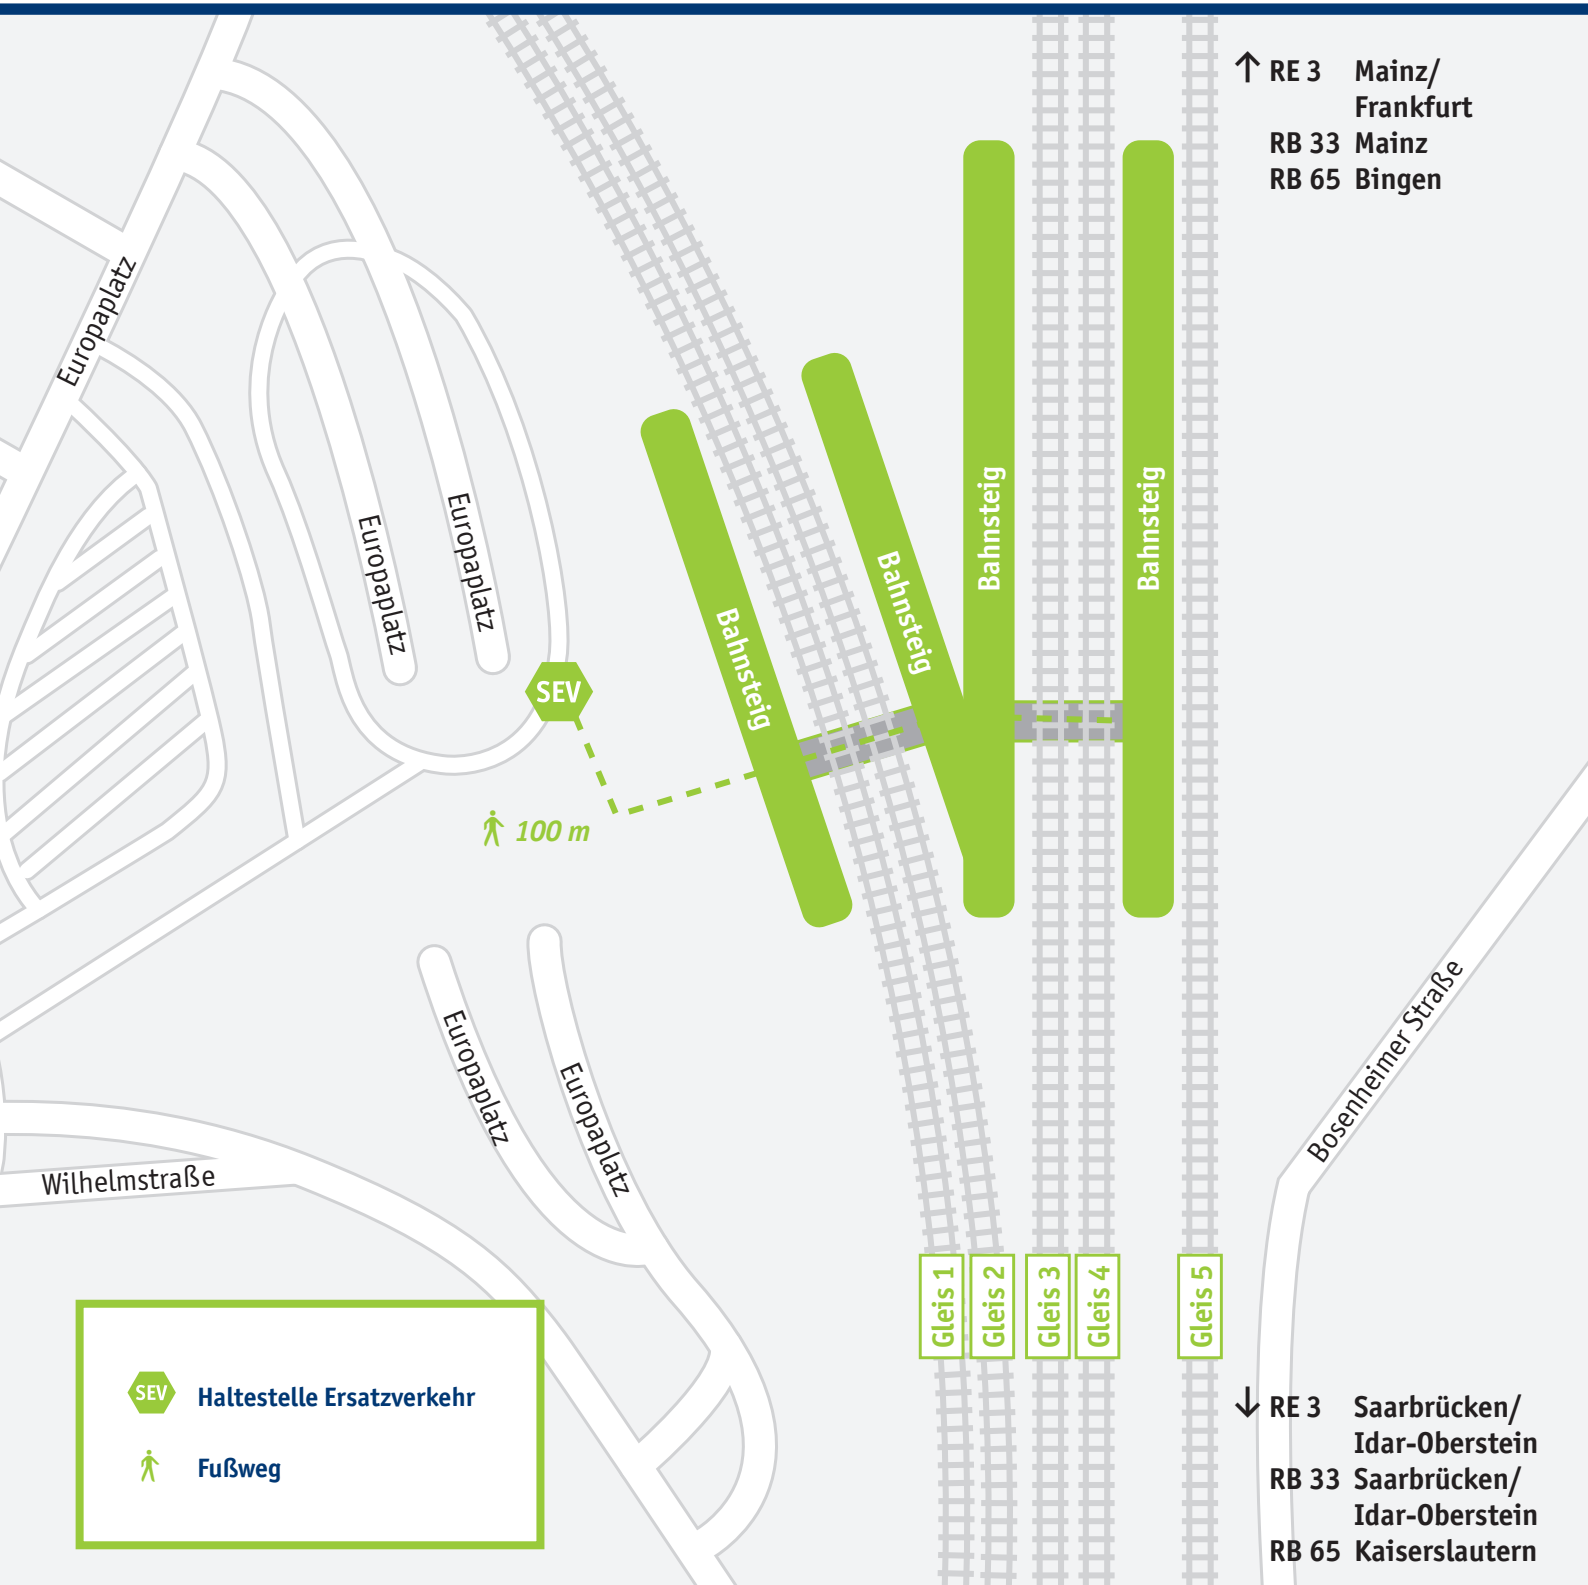 ↑ RE 3 Mainz/
Frankfurt
RB 33 Mainz
RB 65 Bingen
Europaplatz
Europaplatz
Europaplatz
Bahnsteig
Bahnsteig
Bahnsteig
Bahnsteig
SEV
100 m
Europaplatz
Europaplatz
Bosenheimer Straße
Wilhelmstraße
Gleis 1
Gleis 2
Gleis 3
Gleis 4
Gleis 5
SEV Haltestelle Ersatzverkehr
Fußweg
↓ RE 3 Saarbrücken/
Idar-Oberstein
RB 33 Saarbrücken/
Idar-Oberstein
RB 65 Kaiserslautern